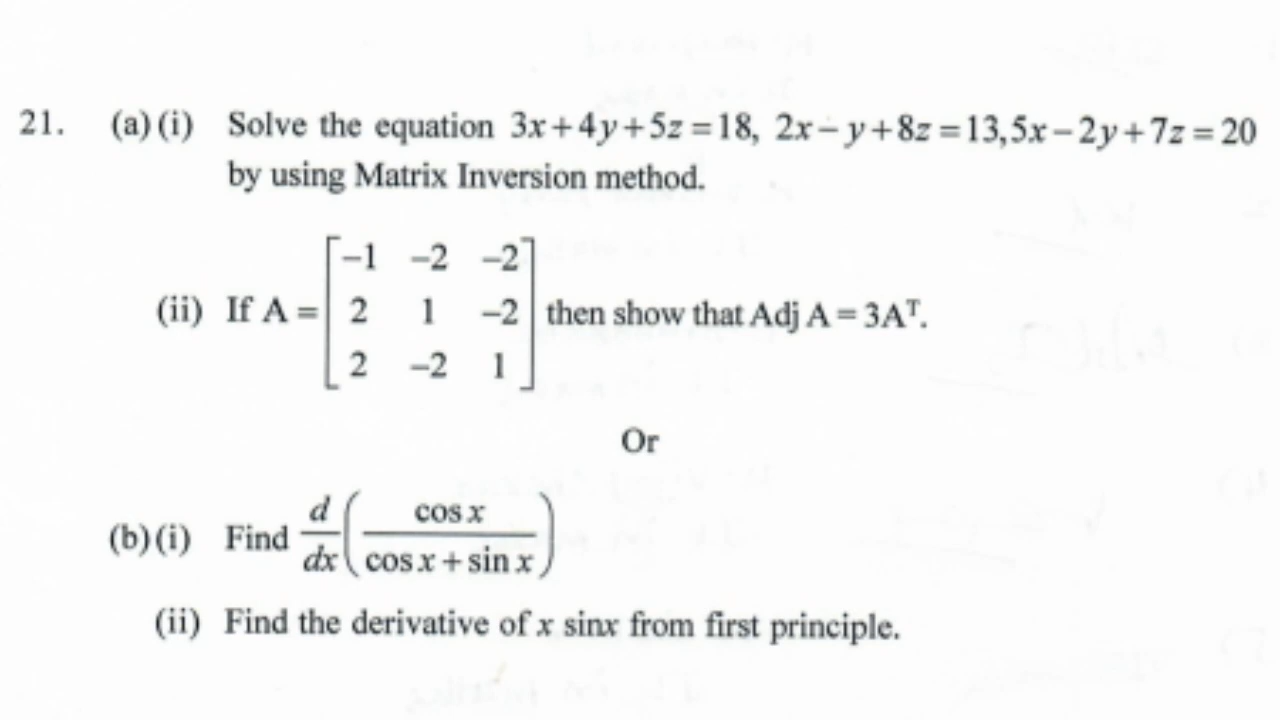 21. (a) (i) Solve the equation 3x+4y+5z=18, 2x−y+8z=13,5x−2y+7z=20
by using Matrix Inversion method.
(ii) If A = [−1 −2 −2
2 1 −2
2 −2 1] then show that Adj A = 3Aᵀ.
Or
(b) (i) Find d/dx (cos x / (cos x + sin x))
(ii) Find the derivative of x sinx from first principle.